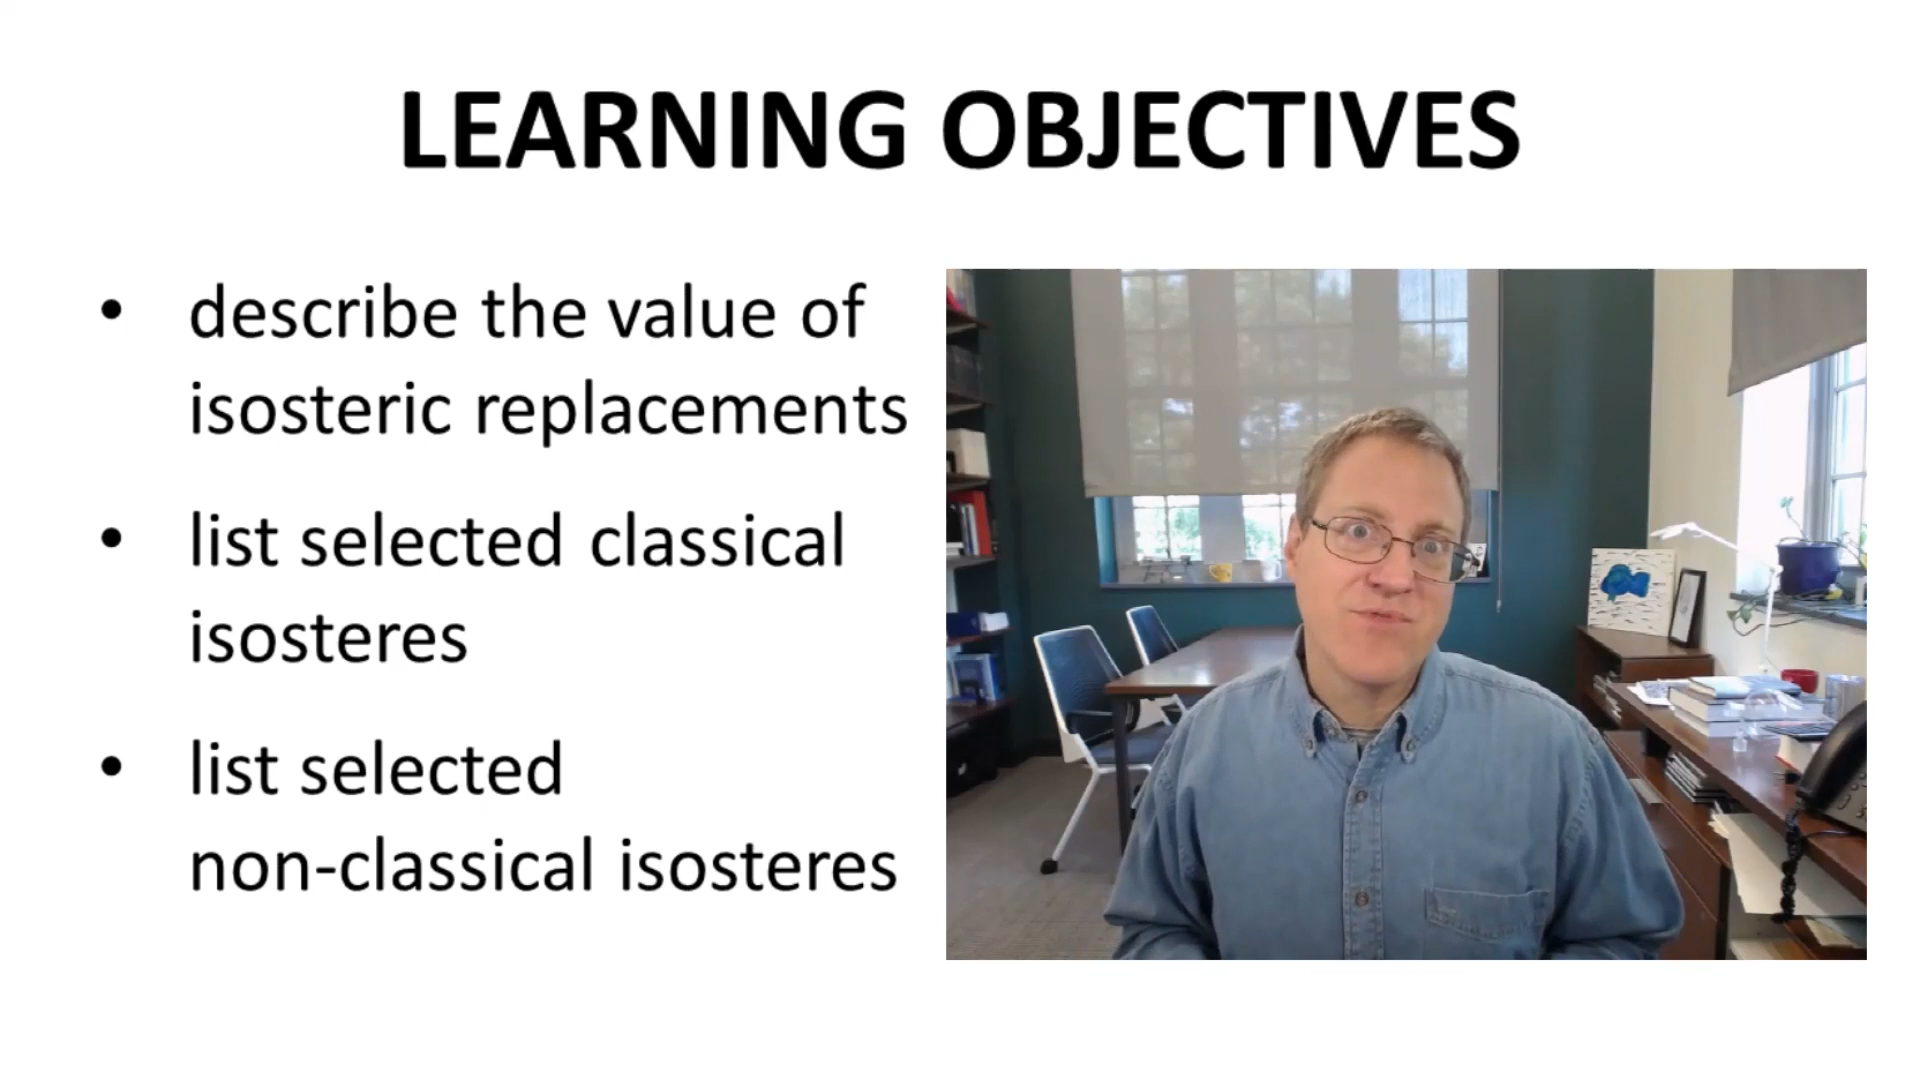 LEARNING OBJECTIVES
• describe the value of
isosteric replacements
• list selected classical
isosteres
• list selected
non-classical isosteres